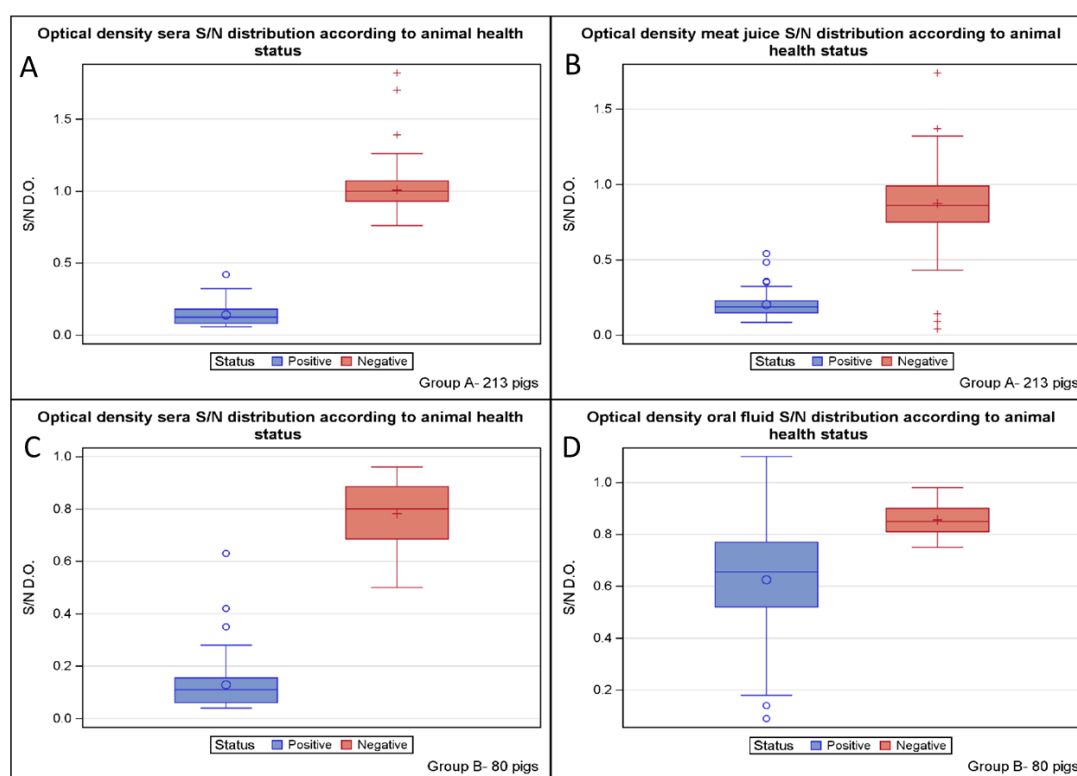 Optical density sera S/N distribution according to animal health
status
A
1.5
1.0
0.5
0.0
S/N D.O.
Status Positive Negative
Group A- 213 pigs
Optical density meat juice S/N distribution according to animal
health status
B
1.5
1.0
0.5
0.0
S/N D.O.
Status Positive Negative
Group A- 213 pigs
Optical density sera S/N distribution according to animal health
status
C
1.0
0.8
0.6
0.4
0.2
0.0
S/N D.O.
Status Positive Negative
Group B- 80 pigs
Optical density oral fluid S/N distribution according to animal
health status
D
1.0
0.8
0.6
0.4
0.2
S/N D.O.
Status Positive Negative
Group B- 80 pigs